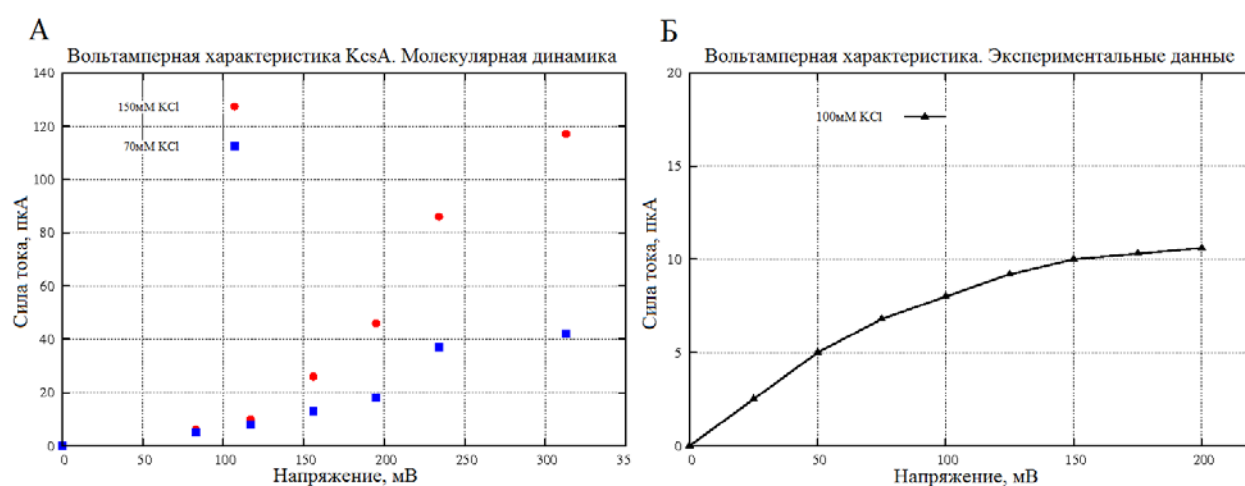 А
Вольтамперная характеристика KcsA. Молекулярная динамика
140
120
100
80
60
40
20
0
150мМ KCl
70мМ KCl
Сила тока, пкА
0 50 100 150 200 250 300 35
Напряжение, мВ
Б
Вольтамперная характеристика. Экспериментальные данные
20
15
10
5
0
100мМ KCl
Сила тока, пкА
0 50 100 150 200
Напряжение, мВ